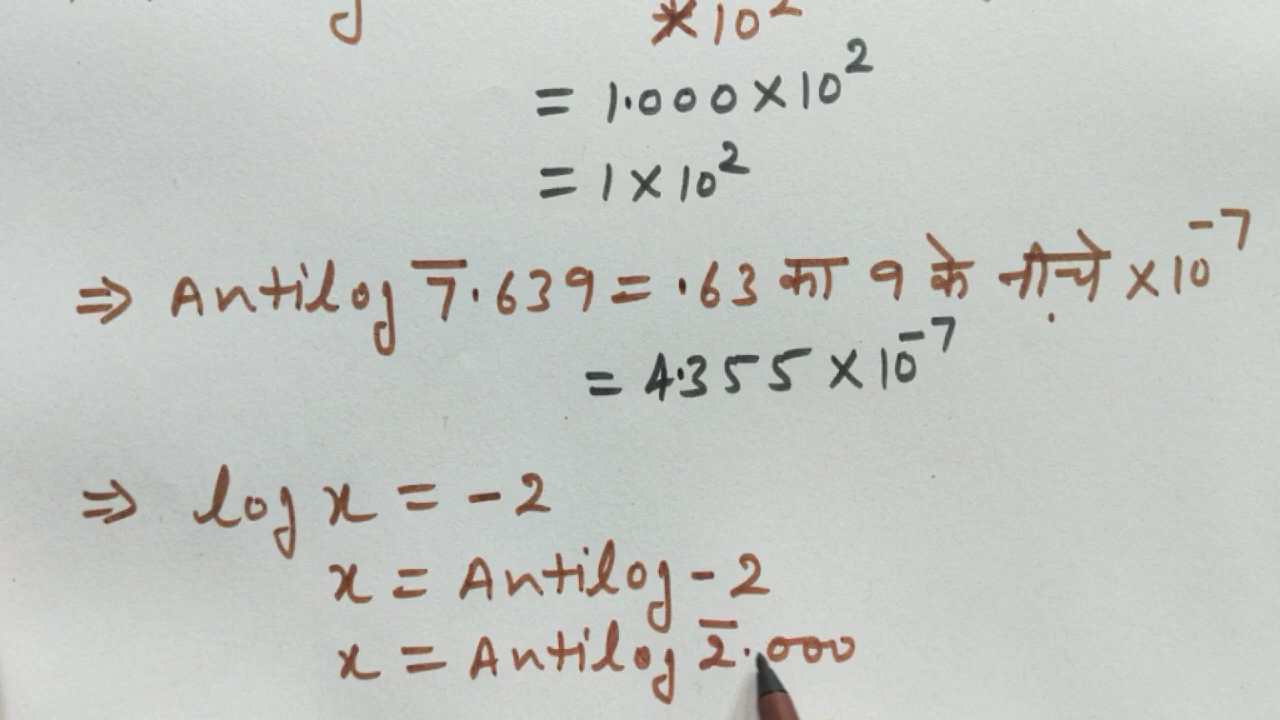 *10²
= 1.000 × 10²
= 1 × 10²
⇒ Antilog 7̅.639 = .63 का 9 के नीचे × 10⁻⁷
= 4.355 × 10⁻⁷
⇒ log x = -2
x = Antilog - 2
x = Antilog 2̅.000